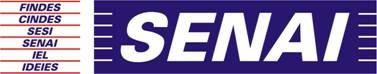 FINDES
CINDES
SESI
SENAI
IEL
IDEIES
SENAI